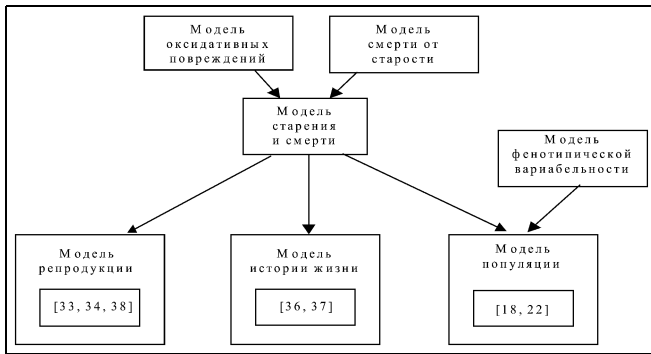 Модель
оксидативных
повреждений
Модель
смерти от
старости
Модель
старения
и смерти
Модель
фенотипической
вариабельности
Модель
репродукции
[33, 34, 38]
Модель
истории жизни
[36, 37]
Модель
популяции
[18, 22]